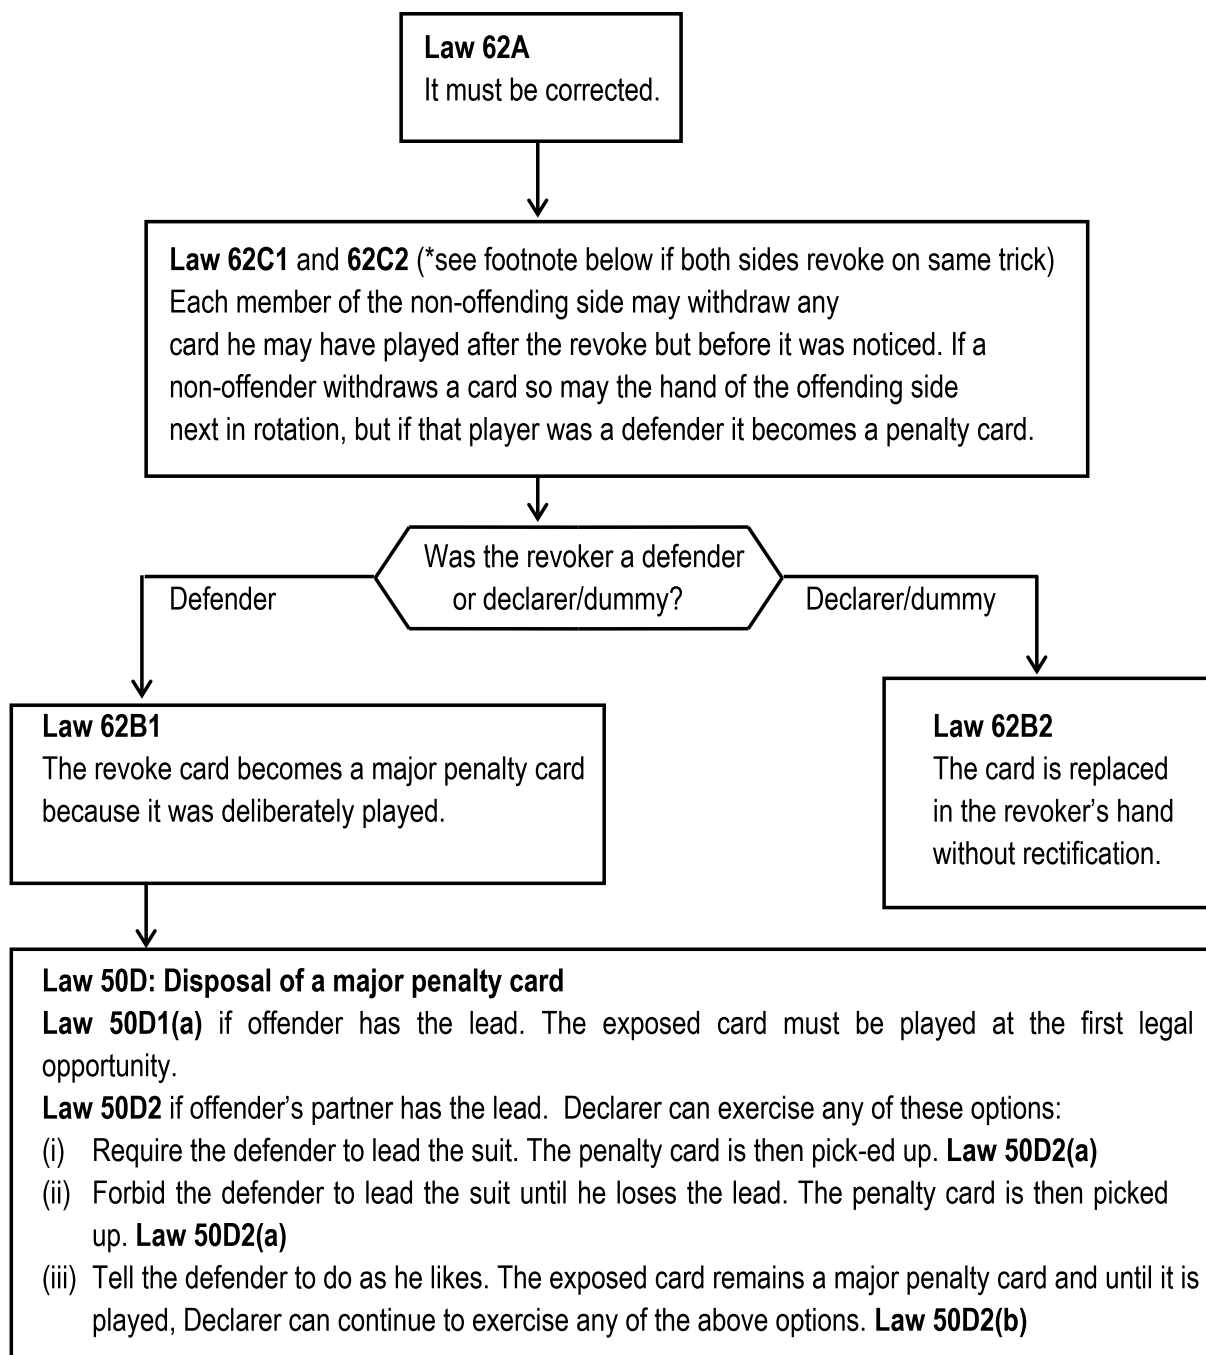 Law 62A
It must be corrected.
Law 62C1 and 62C2 (*see footnote below if both sides revoke on same trick)
Each member of the non-offending side may withdraw any
card he may have played after the revoke but before it was noticed. If a
non-offender withdraws a card so may the hand of the offending side
next in rotation, but if that player was a defender it becomes a penalty card.
Was the revoker a defender
or declarer/dummy?
Defender
Declarer/dummy
Law 62B1
The revoke card becomes a major penalty card
because it was deliberately played.
Law 62B2
The card is replaced
in the revoker's hand
without rectification.
Law 50D: Disposal of a major penalty card
Law 50D1(a) if offender has the lead. The exposed card must be played at the first legal
opportunity.
Law 50D2 if offender's partner has the lead. Declarer can exercise any of these options:
(i) Require the defender to lead the suit. The penalty card is then pick-ed up. Law 50D2(a)
(ii) Forbid the defender to lead the suit until he loses the lead. The penalty card is then picked
up. Law 50D2(a)
(iii) Tell the defender to do as he likes. The exposed card remains a major penalty card and until it is
played, Declarer can continue to exercise any of the above options. Law 50D2(b)